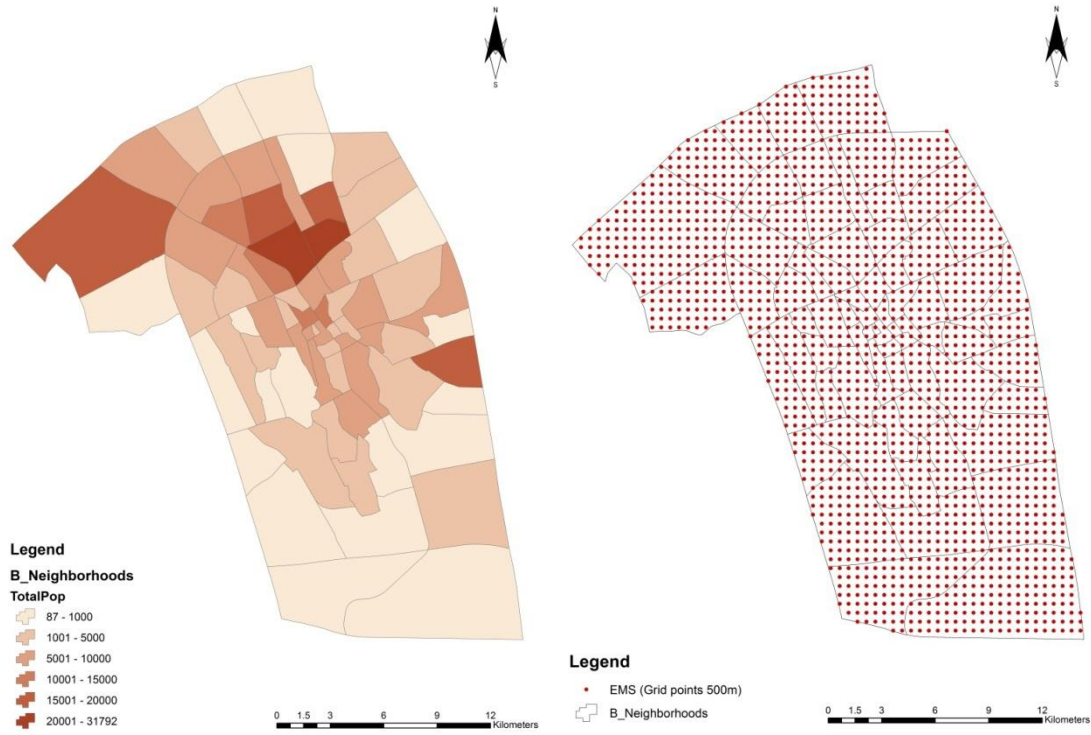 N
S
Legend
B_Neighborhoods
TotalPop
87 - 1000
1001 - 5000
5001 - 10000
10001 - 15000
15001 - 20000
20001 - 31792
0 1.5 3 6 9 12
Kilometers
N
S
Legend
EMS (Grid points 500m)
B_Neighborhoods
0 1.5 3 6 9 12
Kilometers